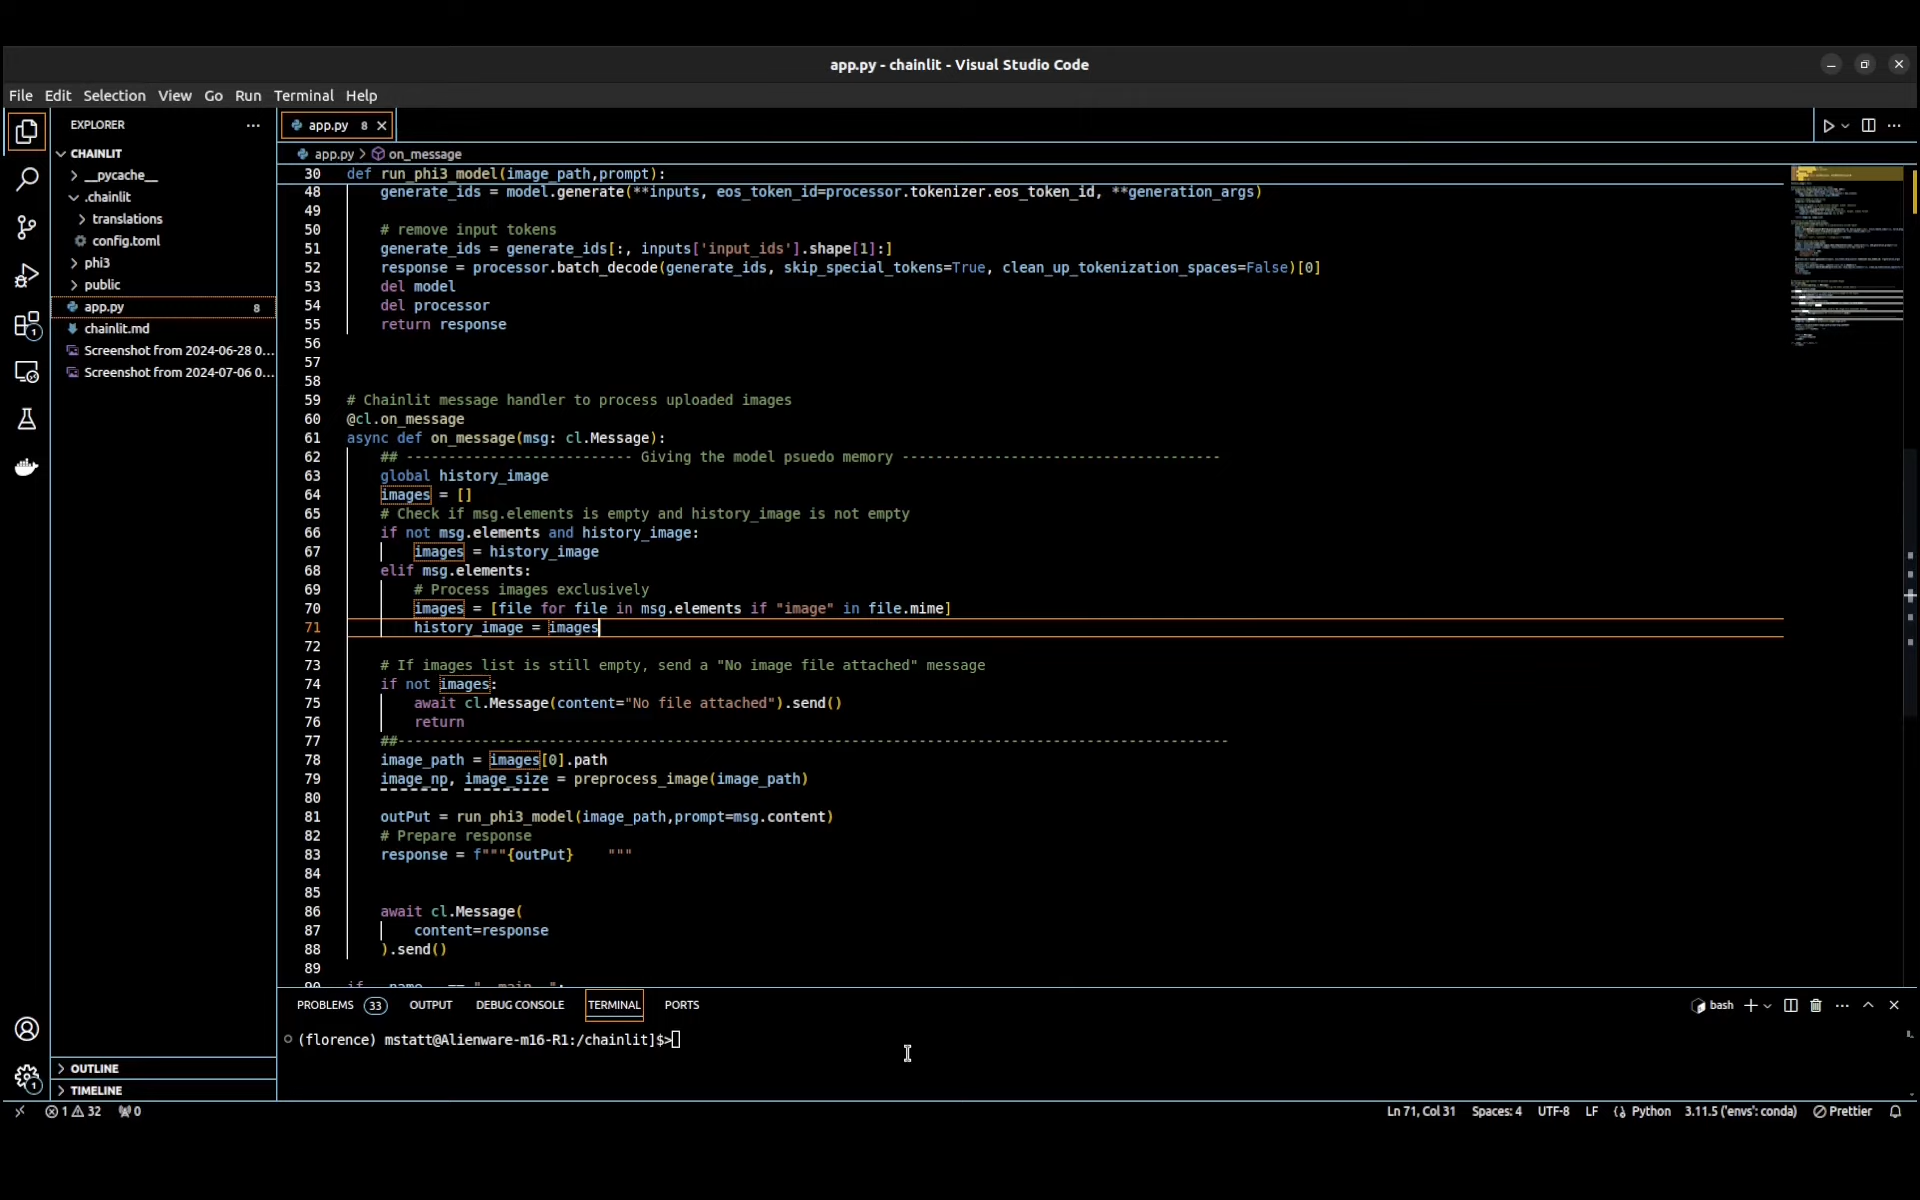 app.py - chainlit - Visual Studio Code
File Edit Selection View Go Run Terminal Help
EXPLORER
CHAINLIT
__pycache__
.chainlit
translations
config.toml
phi3
public
app.py 8
chainlit.md
Screenshot from 2024-06-28 0...
Screenshot from 2024-07-06 0...
OUTLINE
TIMELINE
app.py 8
app.py > on_message
30 def run_phi3_model(image_path,prompt):
48 generate_ids = model.generate(**inputs, eos_token_id=processor.tokenizer.eos_token_id, **generation_args)
49
50 # remove input tokens
51 generate_ids = generate_ids[:, inputs['input_ids'].shape[1]:]
52 response = processor.batch_decode(generate_ids, skip_special_tokens=True, clean_up_tokenization_spaces=False)[0]
53 del model
54 del processor
55 return response
56
57
58
59 # Chainlit message handler to process uploaded images
60 @cl.on_message
61 async def on_message(msg: cl.Message):
62 ## --------------------------- Giving the model psuedo memory --------------------------------------
63 global history_image
64 images = []
65 # Check if msg.elements is empty and history_image is not empty
66 if not msg.elements and history_image:
67 images = history_image
68 elif msg.elements:
69 # Process images exclusively
70 images = [file for file in msg.elements if "image" in file.mime]
71 history_image = images
72
73 # If images list is still empty, send a "No image file attached" message
74 if not images:
75 await cl.Message(content="No file attached").send()
76 return
77 ##---------------------------------------------------------------------------------------------------
78 image_path = images[0].path
79 image_np, image_size = preprocess_image(image_path)
80
81 outPut = run_phi3_model(image_path,prompt=msg.content)
82 # Prepare response
83 response = f"""{outPut}    """
84
85
86 await cl.Message(
87 content=response
88 ).send()
89
90 if __name__ == "__main__":
PROBLEMS 33 OUTPUT DEBUG CONSOLE TERMINAL PORTS
bash
(florence) mstatt@Alienware-m16-R1:/chainlit]$>
1 32 0
Ln 71, Col 31 Spaces: 4 UTF-8 LF Python 3.11.5 ('envs': conda) Prettier